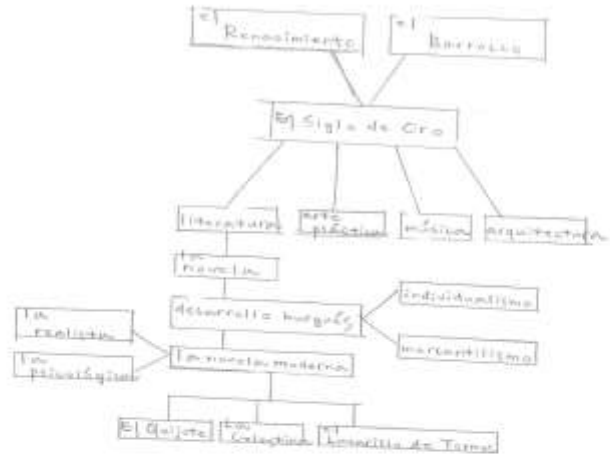 el
Renacimiento
el
Barroco
El Siglo de Oro
literatura
arte
plástica
música
arquitectura
la
novela
desarrollo burgués
individualismo
mercantilismo
la
realista
la
psicológica
la novela moderna
El Quijote
La
Celestina
El
Lazarillo de Tormes